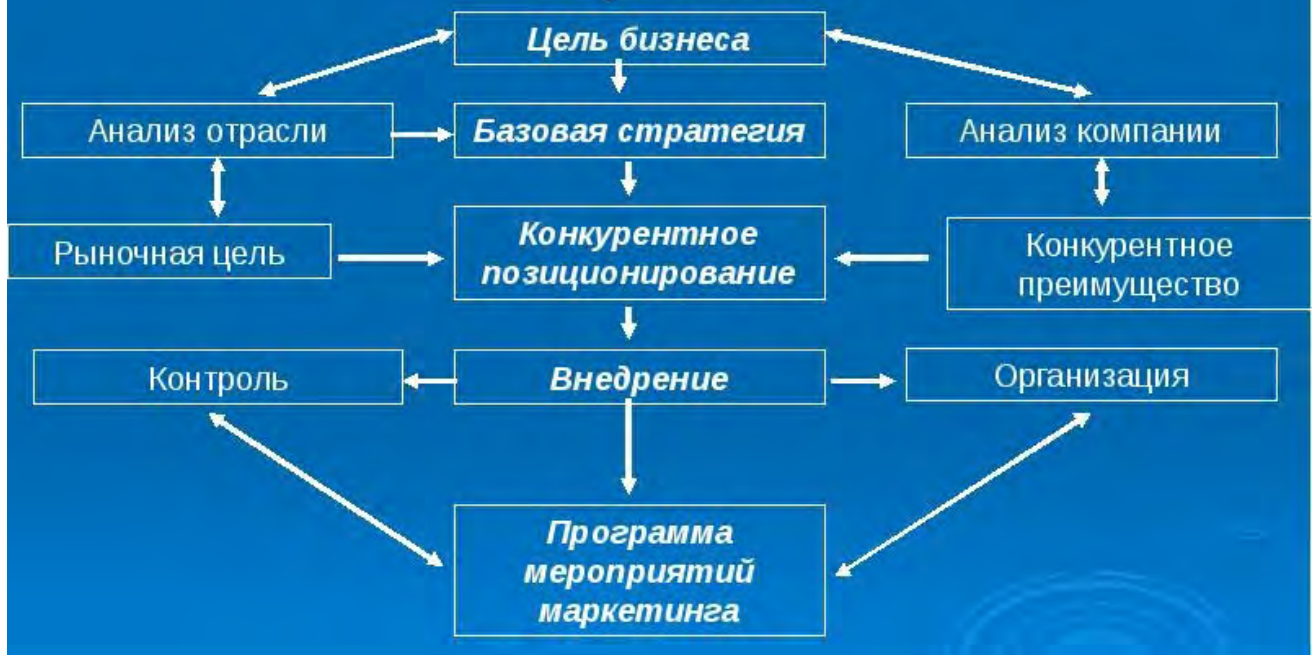 Цель бизнеса
Анализ отрасли
Базовая стратегия
Анализ компании
Рыночная цель
Конкурентное
позиционирование
Конкурентное
преимущество
Контроль
Внедрение
Организация
Программа
мероприятий
маркетинга